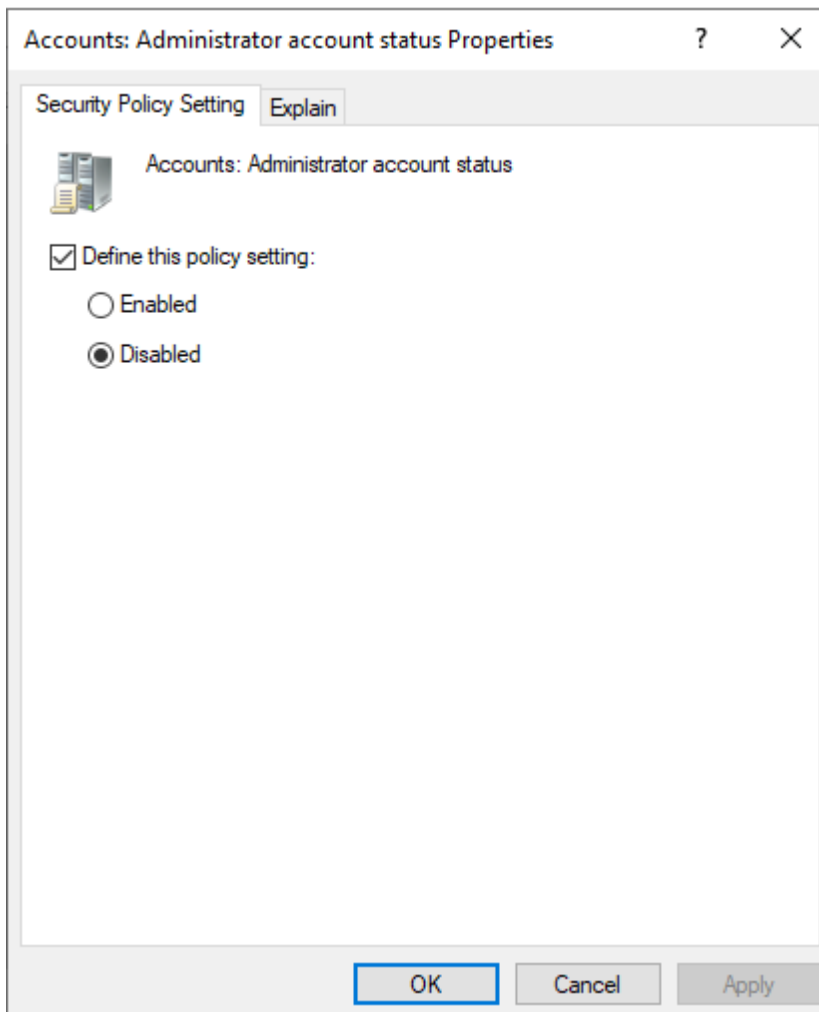 Accounts: Administrator account status Properties ?
Security Policy Setting Explain
Accounts: Administrator account status
Define this policy setting:
Enabled
Disabled
OK Cancel Apply